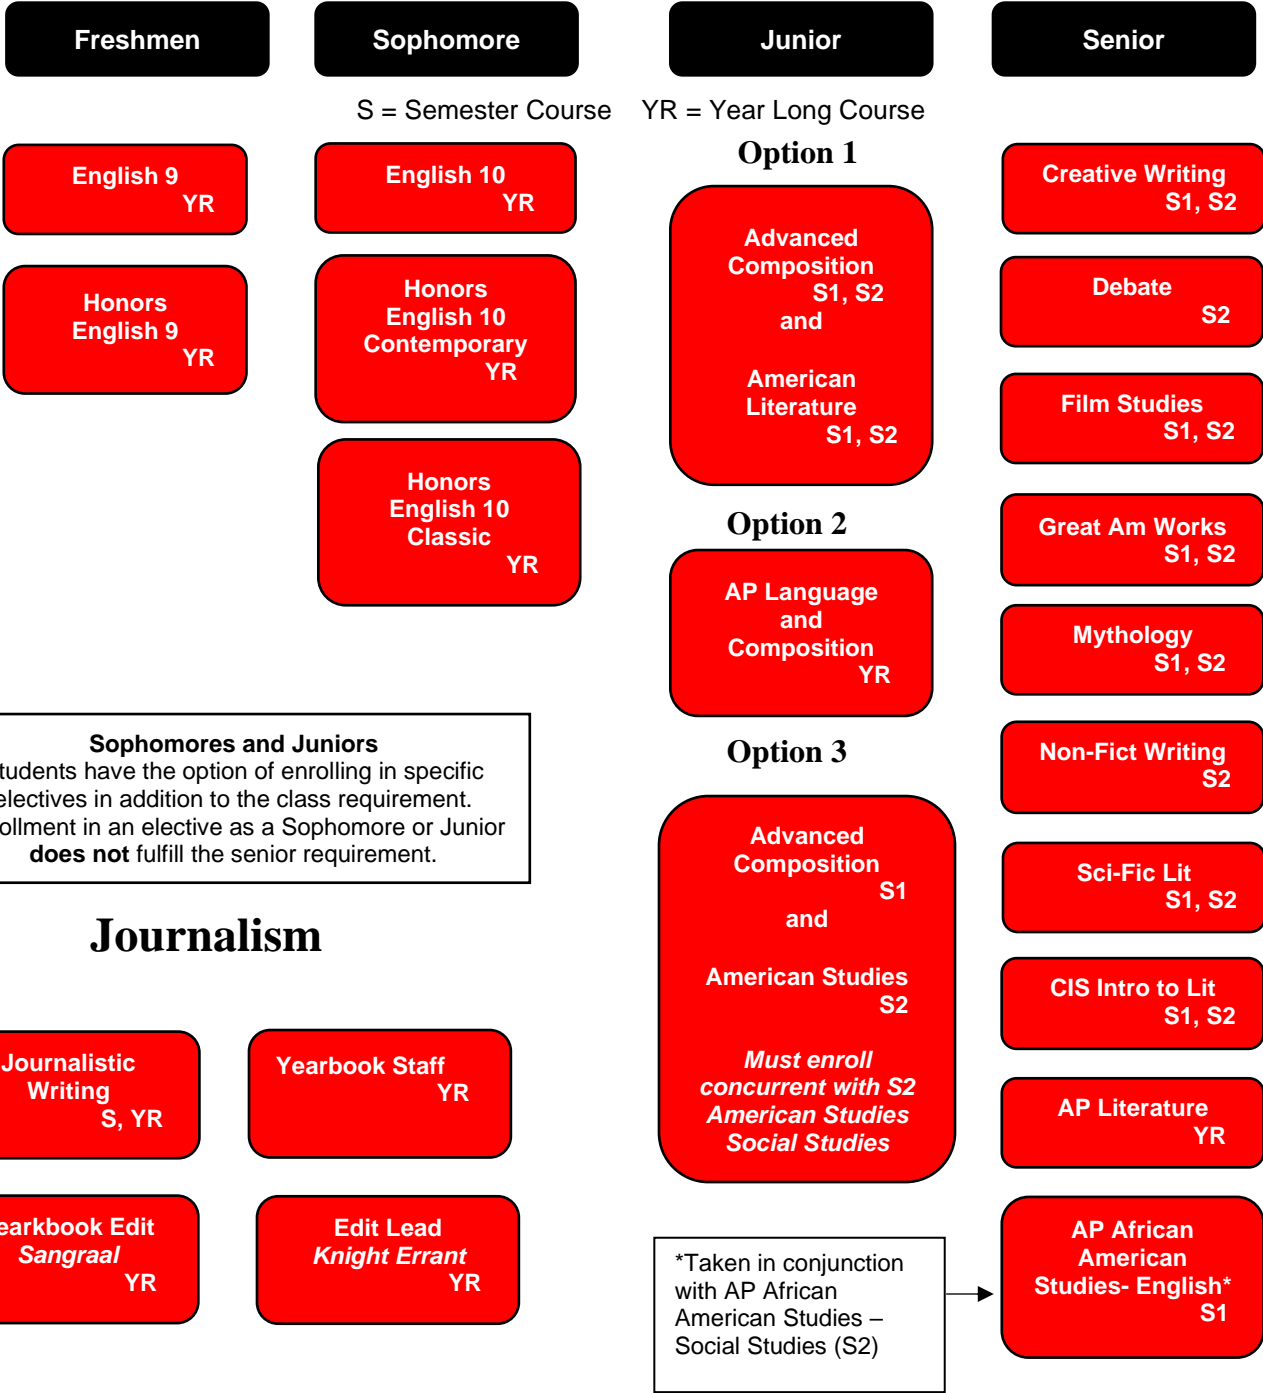 Freshmen
Sophomore
Junior
Senior
S = Semester Course    YR = Year Long Course
English 9
YR
Honors
English 9
YR
English 10
YR
Honors
English 10
Contemporary
YR
Honors
English 10
Classic
YR
Option 1
Advanced
Composition
S1, S2
and
American
Literature
S1, S2
Option 2
AP Language
and
Composition
YR
Option 3
Advanced
Composition
S1
and
American Studies
S2
Must enroll
concurrent with S2
American Studies
Social Studies
Creative Writing
S1, S2
Debate
S2
Film Studies
S1, S2
Great Am Works
S1, S2
Mythology
S1, S2
Non-Fict Writing
S2
Sci-Fic Lit
S1, S2
CIS Intro to Lit
S1, S2
AP Literature
YR
AP African
American
Studies- English*
S1
*Taken in conjunction
with AP African
American Studies –
Social Studies (S2)
Sophomores and Juniors
tudents have the option of enrolling in specific
electives in addition to the class requirement.
ollment in an elective as a Sophomore or Junior
does not fulfill the senior requirement.
Journalism
Journalistic
Writing
S, YR
Yearbook Staff
YR
earkbook Edit
Sangraal
YR
Edit Lead
Knight Errant
YR